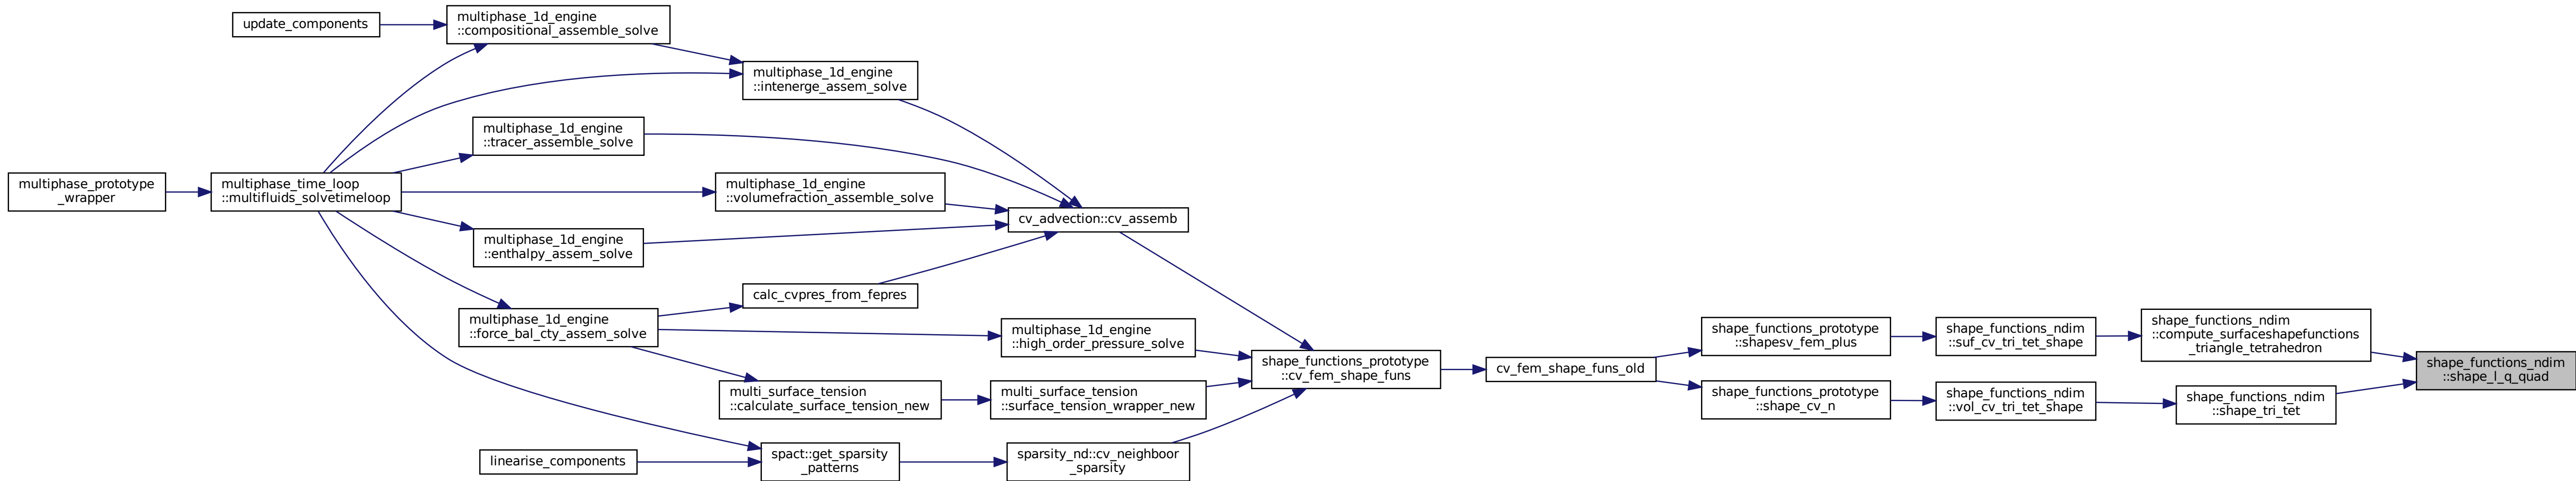 update_components
multiphase_1d_engine
::compositional_assemble_solve
multiphase_1d_engine
::intenerge_assem_solve
multiphase_1d_engine
::tracer_assemble_solve
multiphase_prototype
_wrapper
multiphase_time_loop
::multifluids_solvetimeloop
multiphase_1d_engine
::volumefraction_assemble_solve
cv_advection::cv_assemb
multiphase_1d_engine
::enthalpy_assem_solve
calc_cvpres_from_fepres
multiphase_1d_engine
::force_bal_cty_assem_solve
multiphase_1d_engine
::high_order_pressure_solve
multi_surface_tension
::calculate_surface_tension_new
multi_surface_tension
::surface_tension_wrapper_new
linearise_components
spact::get_sparsity
_patterns
sparsity_nd::cv_neighboor
_sparsity
shape_functions_prototype
::cv_fem_shape_funs
cv_fem_shape_funs_old
shape_functions_prototype
::shapesv_fem_plus
shape_functions_prototype
::shape_cv_n
shape_functions_ndim
::suf_cv_tri_tet_shape
shape_functions_ndim
::vol_cv_tri_tet_shape
shape_functions_ndim
::compute_surfaceshapefunctions
_triangle_tetrahedron
shape_functions_ndim
::shape_tri_tet
shape_functions_ndim
::shape_l_q_quad